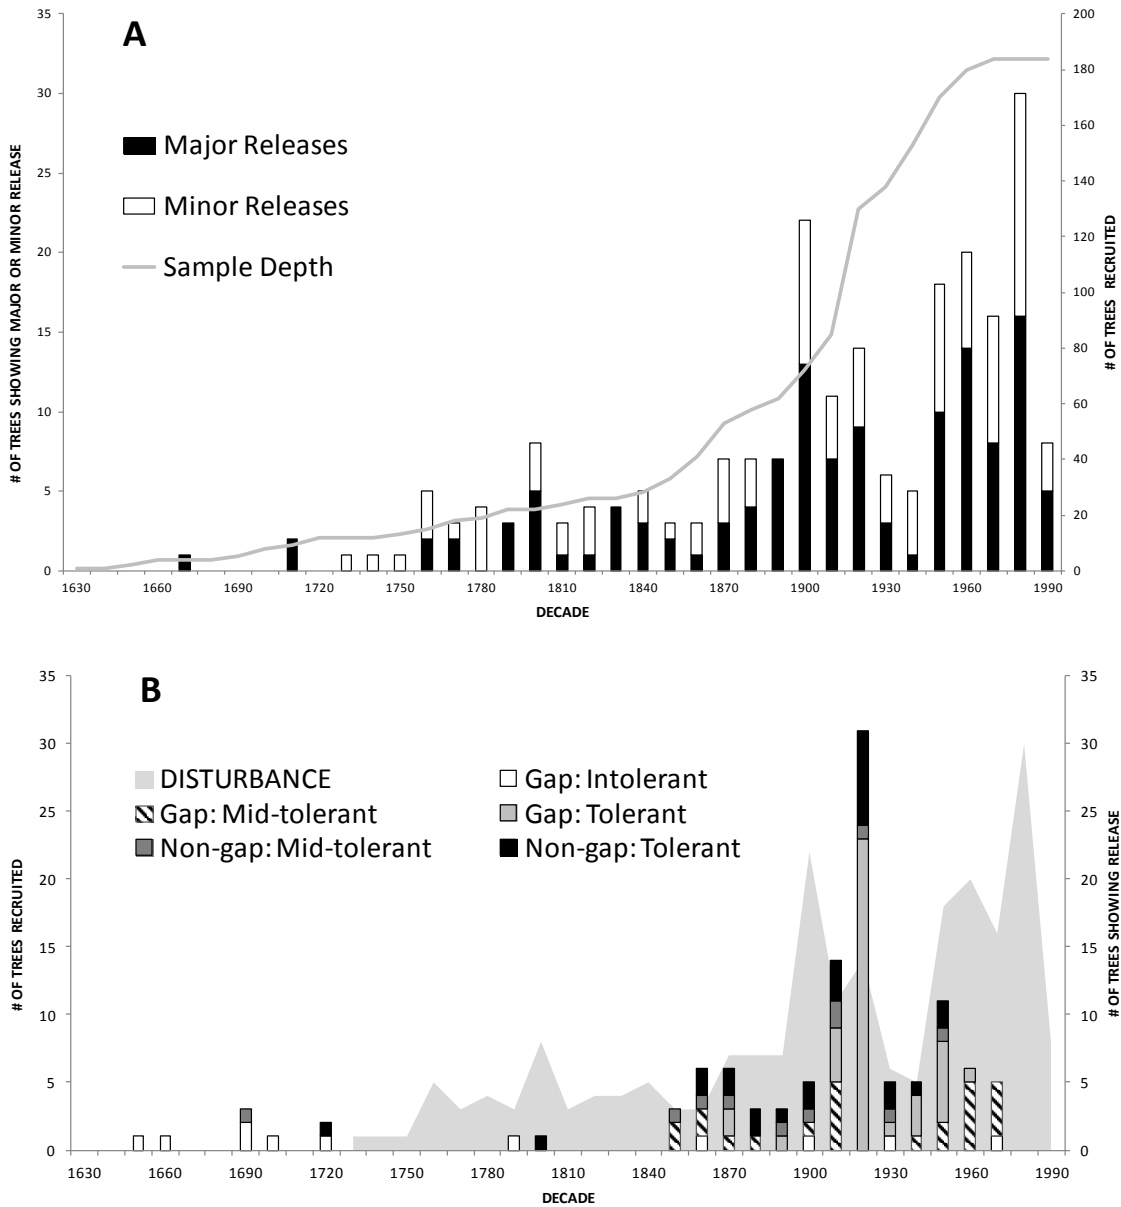 A
Major Releases
Minor Releases
Sample Depth
# OF TREES SHOWING MAJOR OR MINOR RELEASE
35
30
25
20
15
10
5
0
200
180
160
140
120
100
80
60
40
20
0
# OF TREES RECRUITED
1630 1660 1690 1720 1750 1780 1810 1840 1870 1900 1930 1960 1990
DECADE
B
DISTURBANCE Gap: Intolerant
Gap: Mid-tolerant Gap: Tolerant
Non-gap: Mid-tolerant Non-gap: Tolerant
# OF TREES RECRUITED
35
30
25
20
15
10
5
0
35
30
25
20
15
10
5
0
# OF TREES SHOWING RELEASE
1630 1660 1690 1720 1750 1780 1810 1840 1870 1900 1930 1960 1990
DECADE